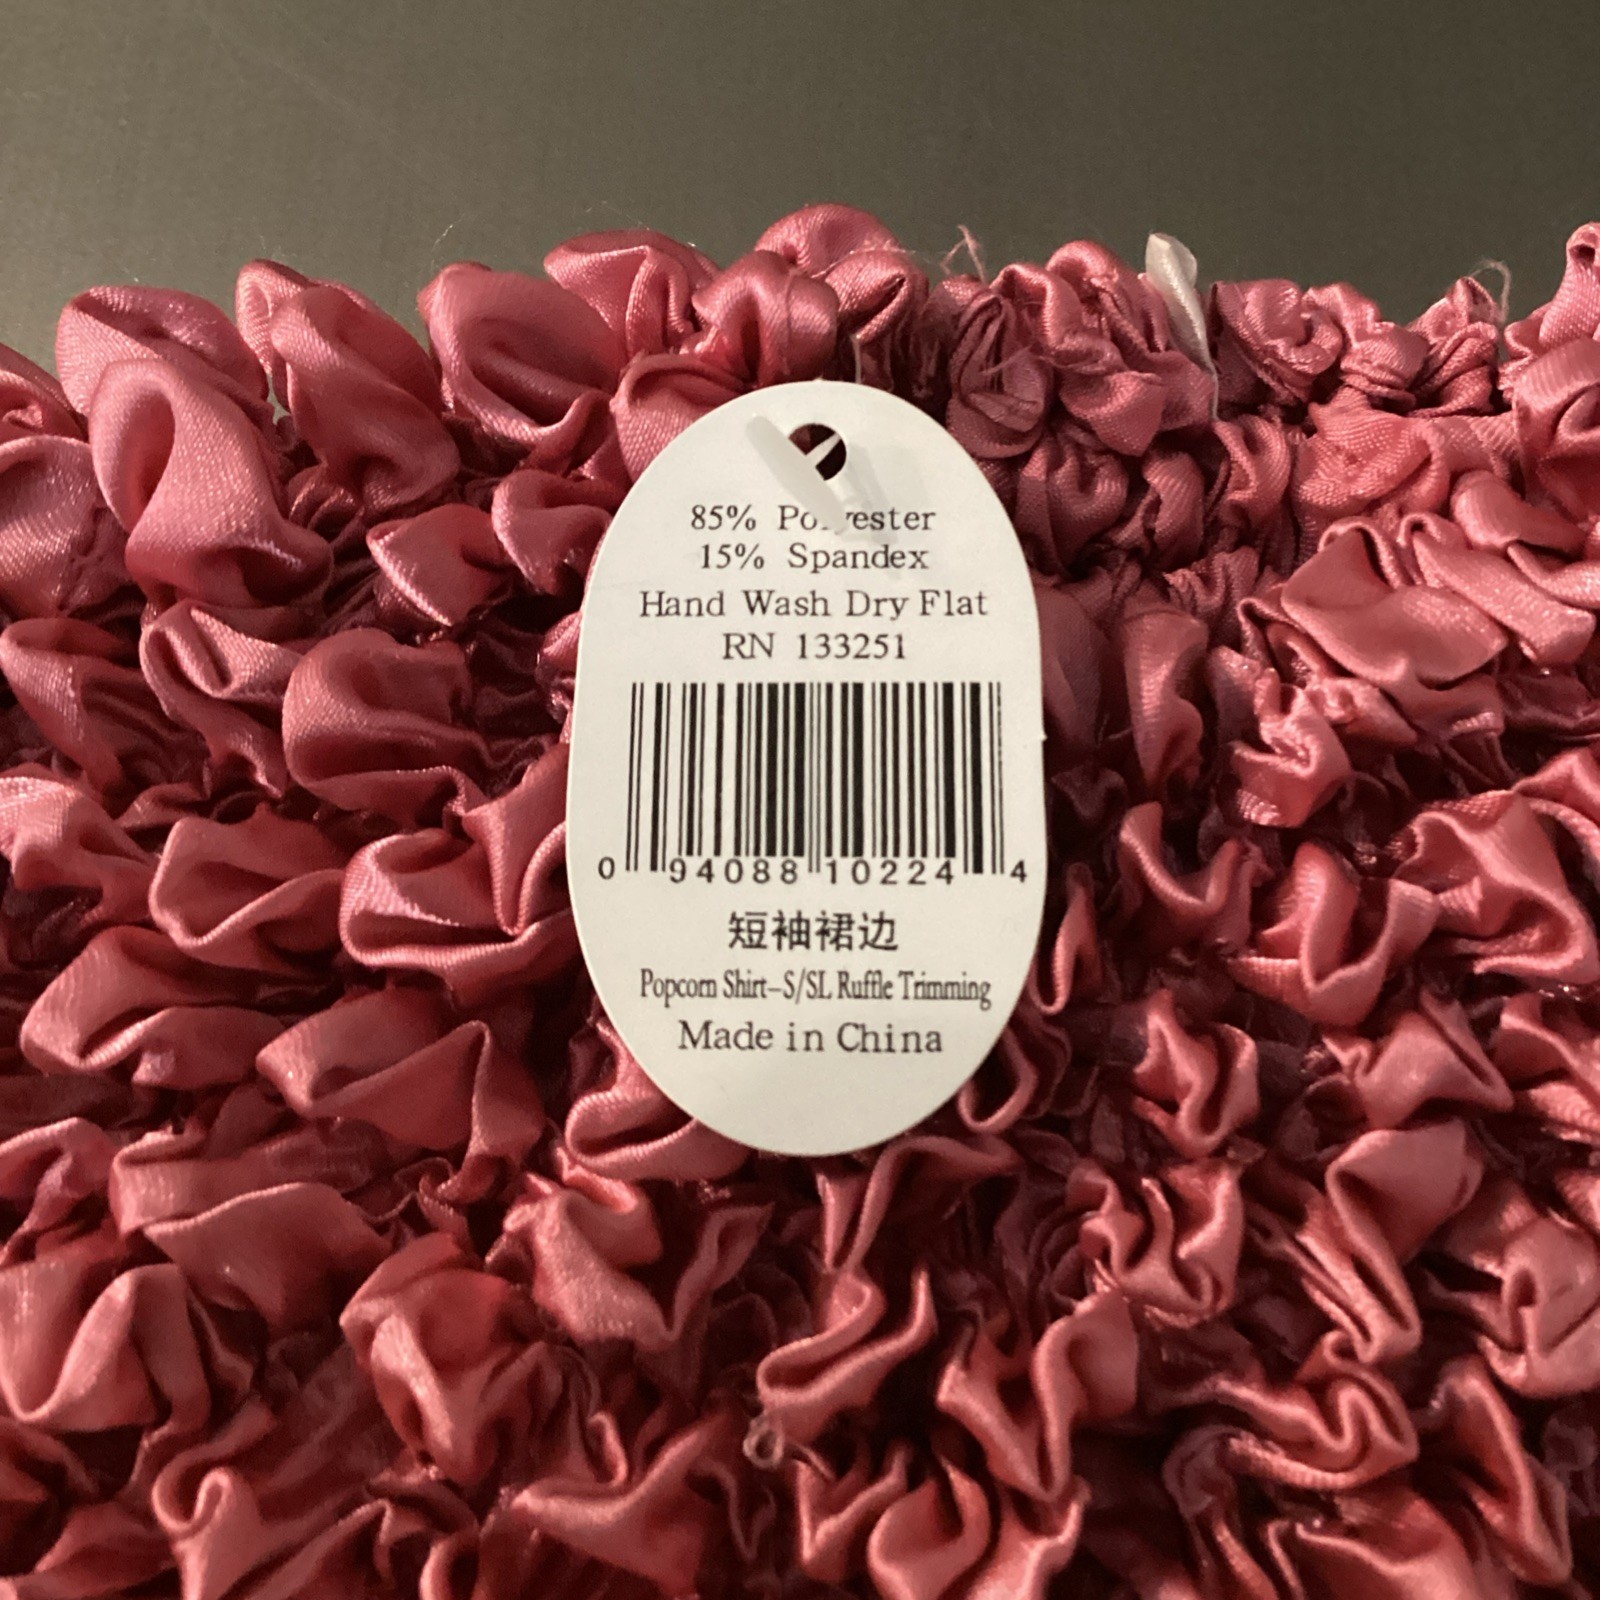 85% Polyester
15% Spandex
Hand Wash Dry Flat
RN 133251
0 94088 10224 4
短袖裙边
Popcorn Shirt-S/SL Ruffle Trimming
Made in China